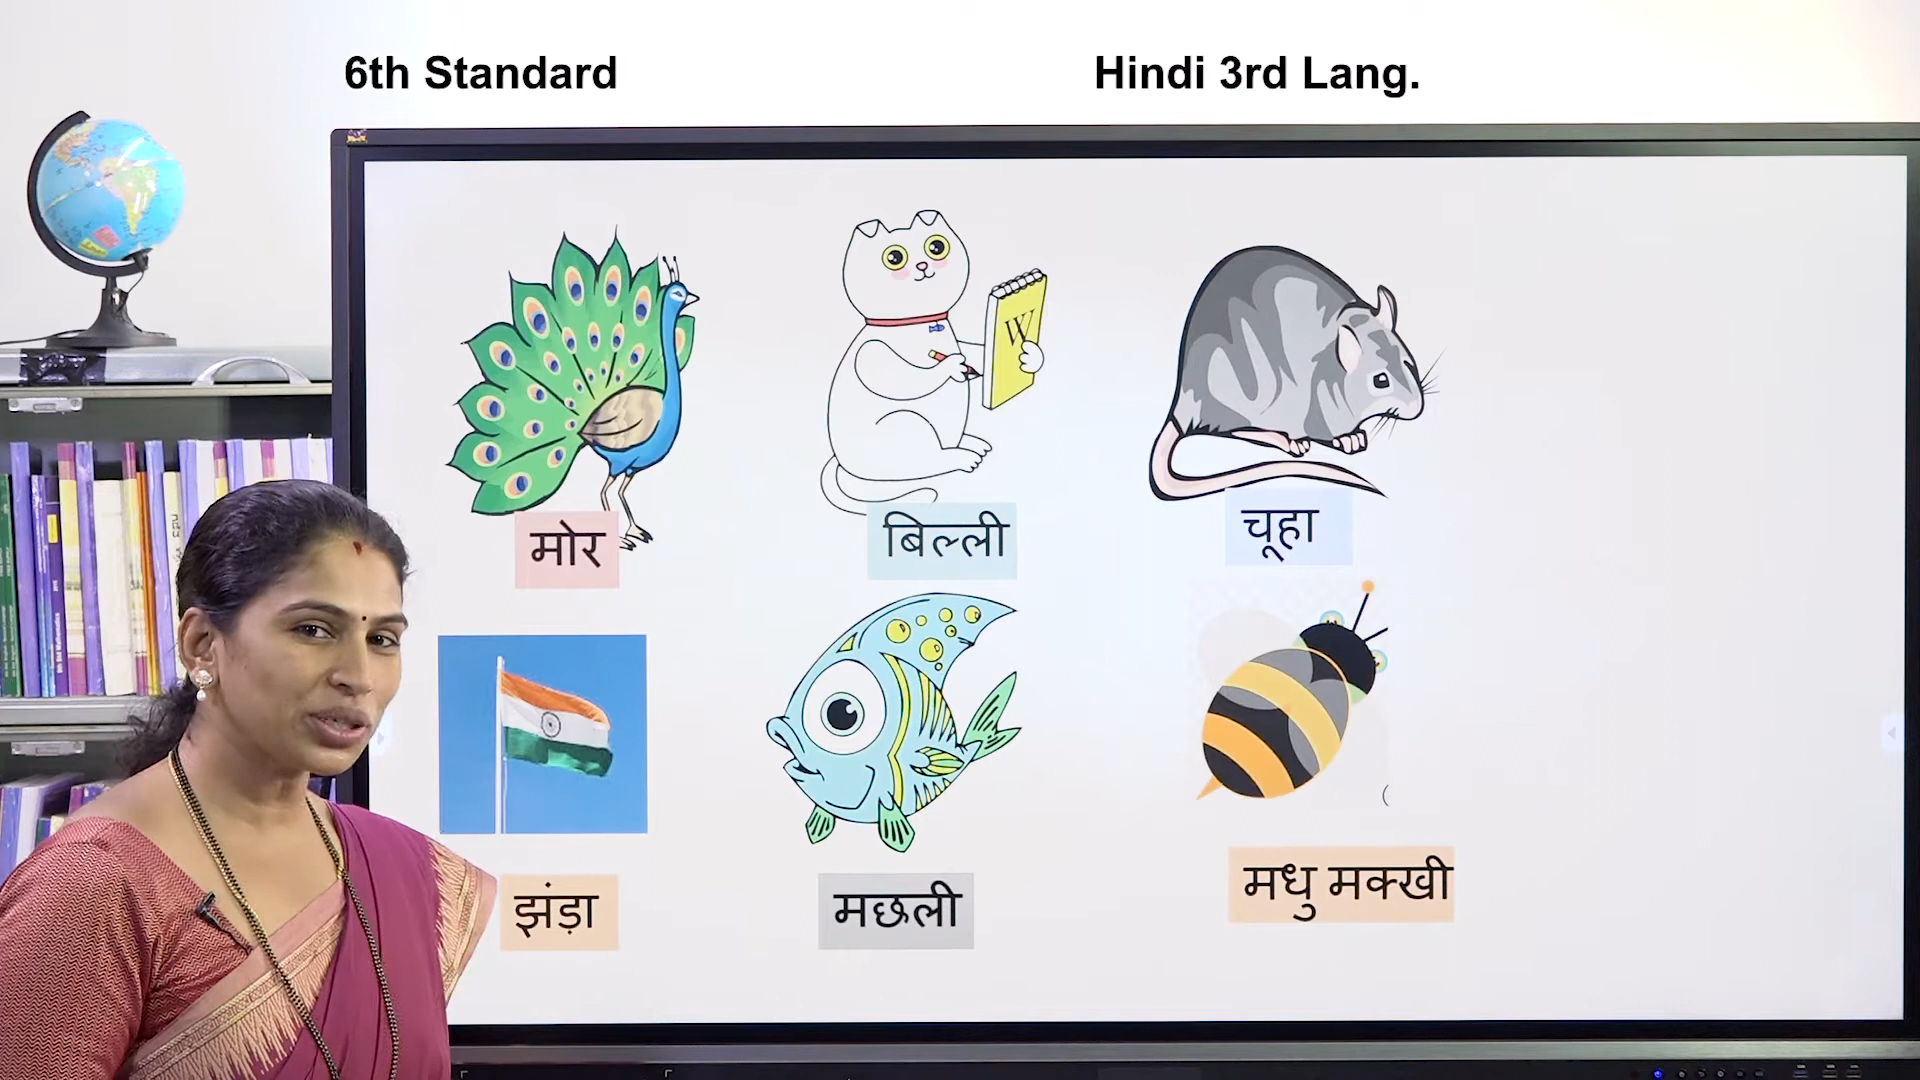 6th Standard
Hindi 3rd Lang.
मोर
बिल्ली
चूहा
W
झंड़ा
मछली
मधु मक्खी